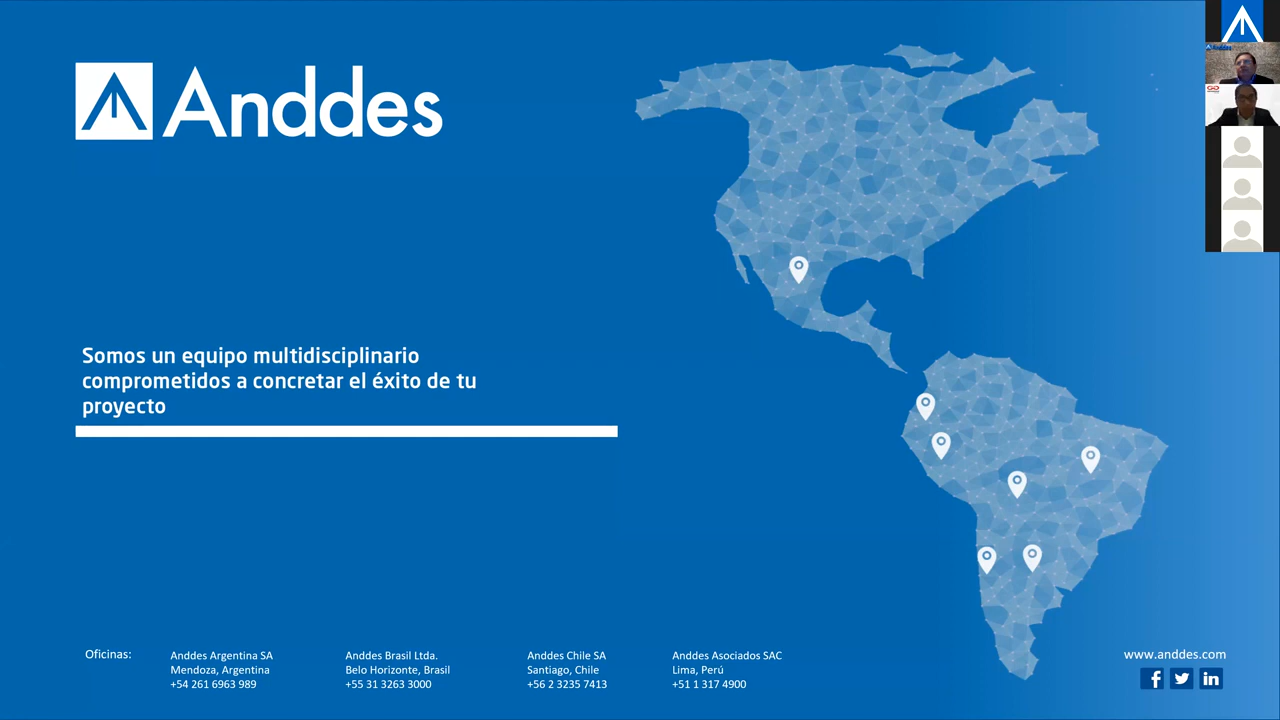 Anddes
Somos un equipo multidisciplinario
comprometidos a concretar el éxito de tu
proyecto
Oficinas:
Anddes Argentina SA
Mendoza, Argentina
+54 261 6963 989
Anddes Brasil Ltda.
Belo Horizonte, Brasil
+55 31 3263 3000
Anddes Chile SA
Santiago, Chile
+56 2 3235 7413
Anddes Asociados SAC
Lima, Perú
+51 1 317 4900
www.anddes.com